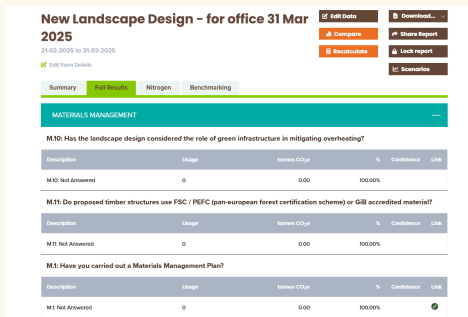 New Landscape Design - for office 31 Mar
2025
21-02-2025 to 31-03-2025
Edit Farm Details
Edit Data
Download...
Compare
Share Report
Recalculate
Lock report
Scenarios
Summary Full Results Nitrogen Benchmarking
MATERIALS MANAGEMENT
M.10: Has the landscape design considered the role of green infrastructure in mitigating overheating?
Description Usage tonnes CO₂e % Confidence Link
M.10: Not Answered 0 0.00 100.00%
M.11: Do proposed timber structures use FSC / PEFC (pan-european forest certification scheme) or GiB accredited material?
Description Usage tonnes CO₂e % Confidence Link
M.11: Not Answered 0 0.00 100.00%
M.1: Have you carried out a Materials Management Plan?
Description Usage tonnes CO₂e % Confidence Link
M.1: Not Answered 0 0.00 100.00%